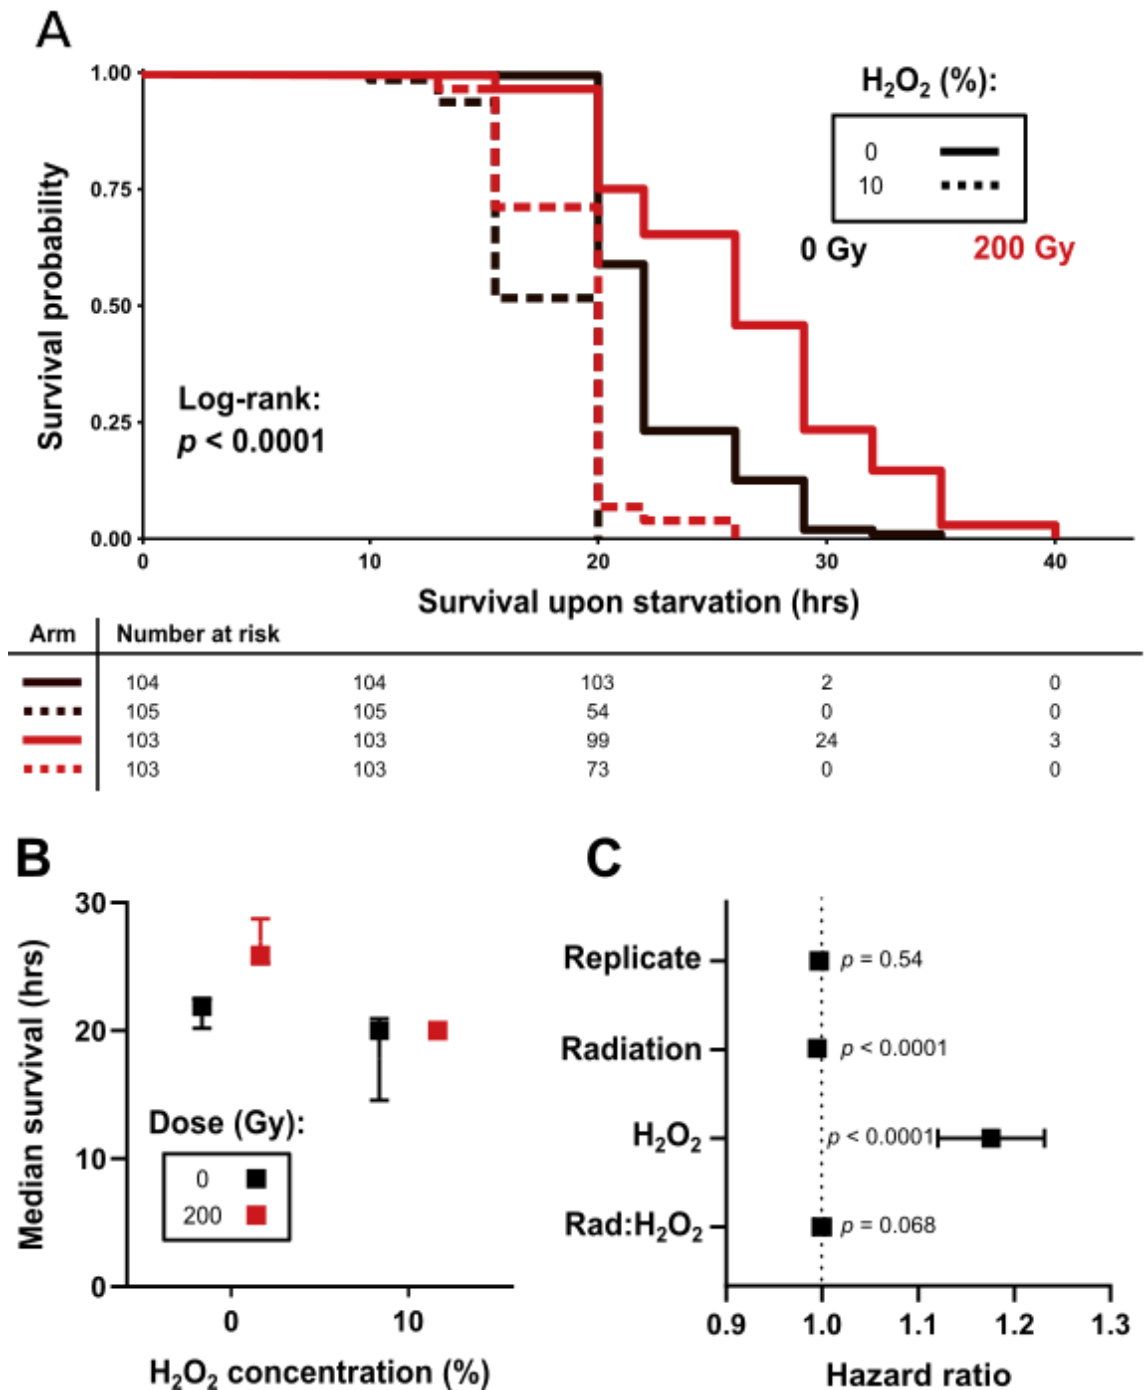 A
1.00
0.75
0.50
0.25
0.00
Survival probability
H₂O₂ (%):
0
10
0 Gy 200 Gy
Log-rank:
p < 0.0001
0 10 20 30 40
Survival upon starvation (hrs)
Arm Number at risk
104 104 103 2 0
105 105 54 0 0
103 103 99 24 3
103 103 73 0 0
B
30
20
10
0
Median survival (hrs)
Dose (Gy):
0
200
0 10
H₂O₂ concentration (%)
C
Replicate p = 0.54
Radiation p < 0.0001
H₂O₂ p < 0.0001
Rad:H₂O₂ p = 0.068
0.9 1.0 1.1 1.2 1.3
Hazard ratio